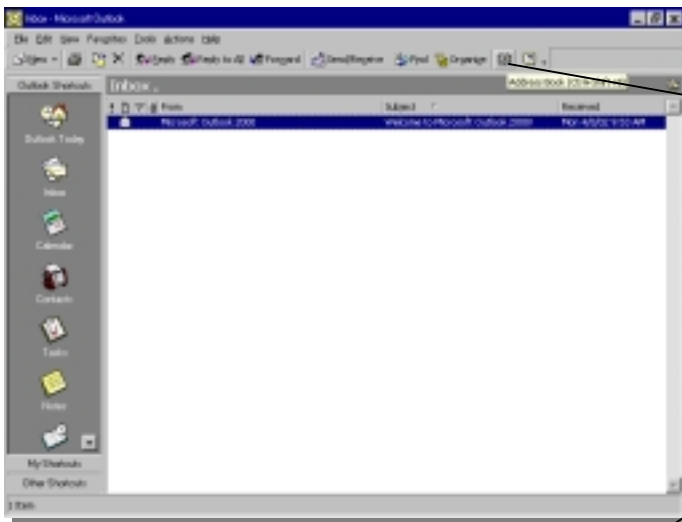 Inbox - Microsoft Outlook
File Edit View Favorites Tools Actions Help
New Reply Reply to All Forward Send/Receive Find Organize
Address Book
Outlook Shortcuts Inbox
From Subject Received
Microsoft Outlook 2000 Welcome to Microsoft Outlook 2000!
Outlook Today
Inbox
Calendar
Contacts
Tasks
Notes
My Shortcuts
Other Shortcuts
1 Item